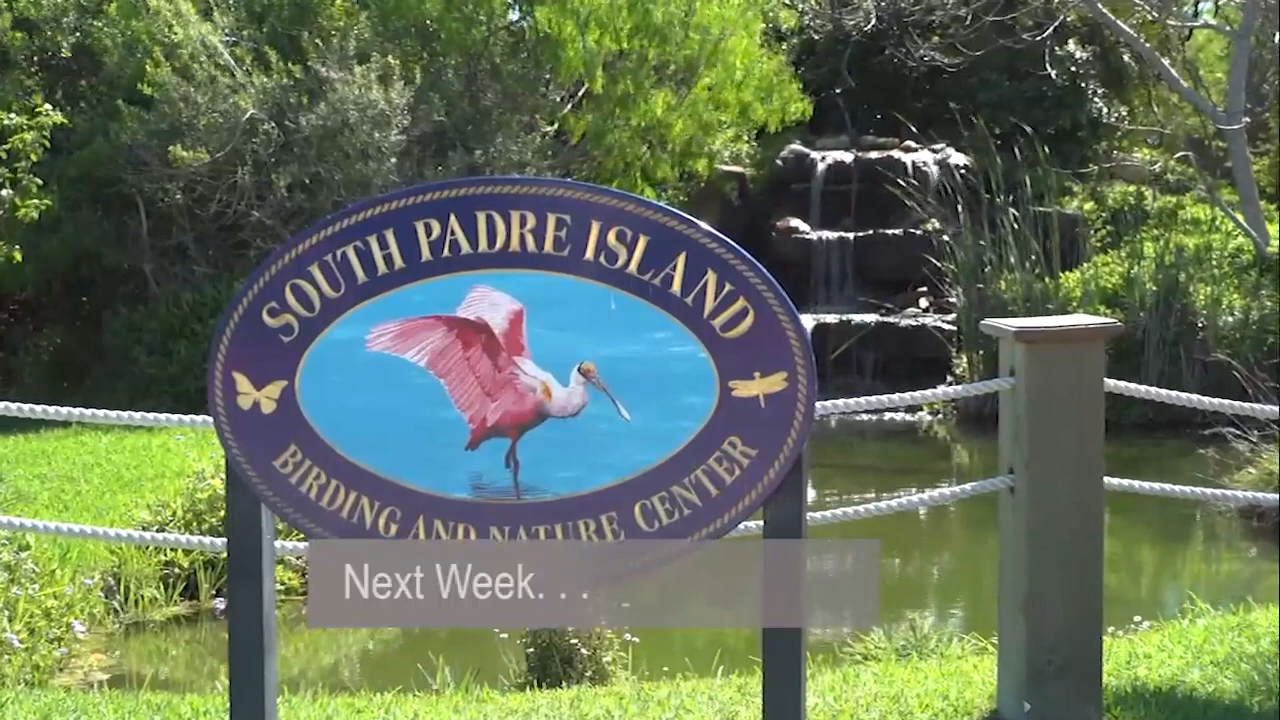 SOUTH PADRE ISLAND
BIRDING AND NATURE CENTER
Next Week. . .